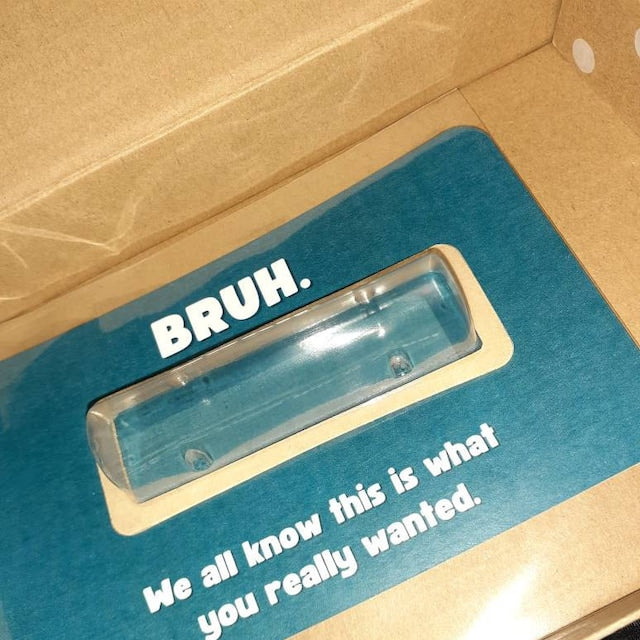 BRUH.
We all know this is what
you really wanted.